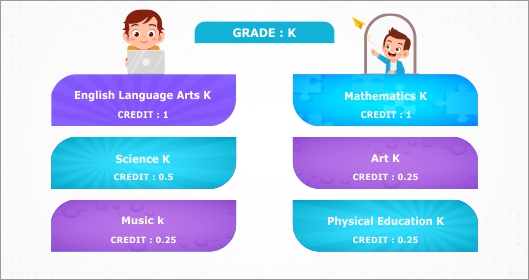 GRADE : K
English Language Arts K
CREDIT : 1
Mathematics K
CREDIT : 1
Science K
CREDIT : 0.5
Art K
CREDIT : 0.25
Music k
CREDIT : 0.25
Physical Education K
CREDIT : 0.25